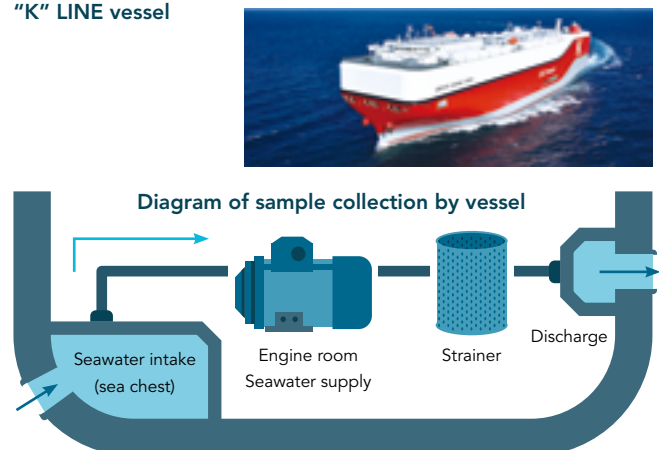 “K” LINE vessel
Diagram of sample collection by vessel
Seawater intake
(sea chest)
Engine room
Seawater supply
Strainer
Discharge